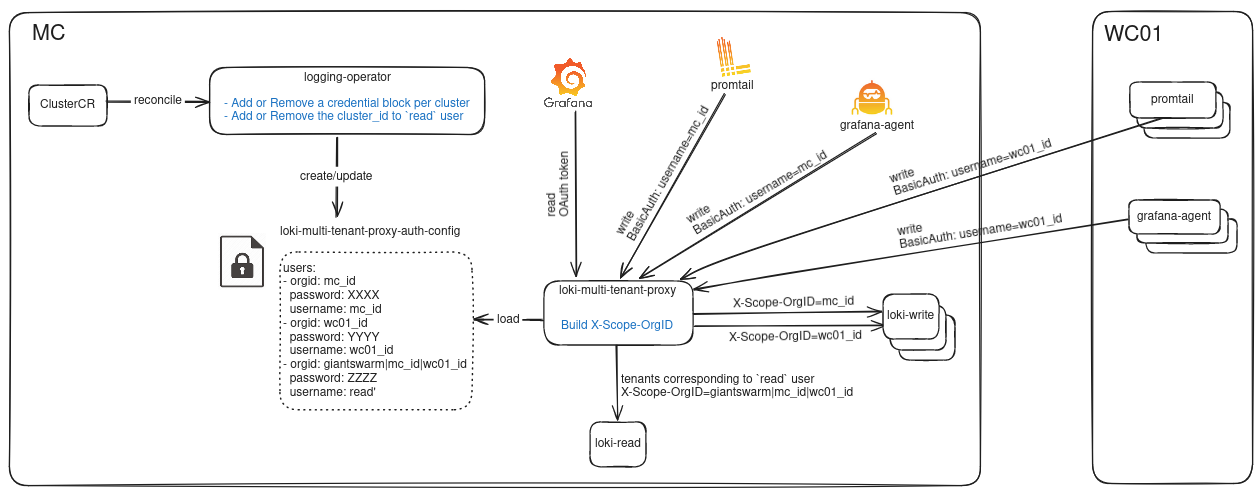 MC
WC01
ClusterCR
reconcile
logging-operator
- Add or Remove a credential block per cluster
- Add or Remove the cluster_id to `read` user
create/update
loki-multi-tenant-proxy-auth-config
users:
- orgid: mc_id
password: XXXX
username: mc_id
- orgid: wc01_id
password: YYYY
username: wc01_id
- orgid: giantswarm|mc_id|wc01_id
password: ZZZZ
username: read'
load
Grafana
promtail
grafana-agent
read
OAuth token
write
BasicAuth: username=mc_id
write
BasicAuth: username=mc_id
write
BasicAuth: username=wc01_id
write
BasicAuth: username=wc01_id
promtail
grafana-agent
loki-multi-tenant-proxy
Build X-Scope-OrgID
X-Scope-OrgID=mc_id
X-Scope-OrgID=wc01_id
loki-write
tenants corresponding to `read` user
X-Scope-OrgID=giantswarm|mc_id|wc01_id
loki-read